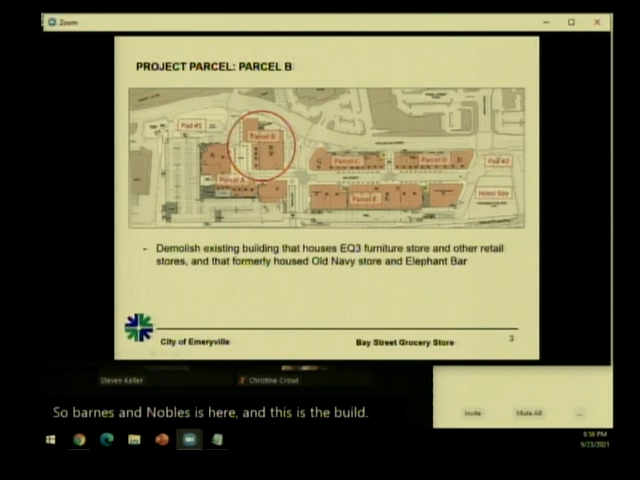 Zoom
PROJECT PARCEL: PARCEL B
Pad #1
Parcel B
Parcel A
Parcel C
Parcel D
Pad #2
Parcel E
Hotel Site
- Demolish existing building that houses EQ3 furniture store and other retail
stores, and that formerly housed Old Navy store and Elephant Bar
City of Emeryville
Bay Street Grocery Store
3
Steven Keller
Christine Crowl
So barnes and Nobles is here, and this is the build.
Invite
Mute All
...
6:58 PM
9/23/2021